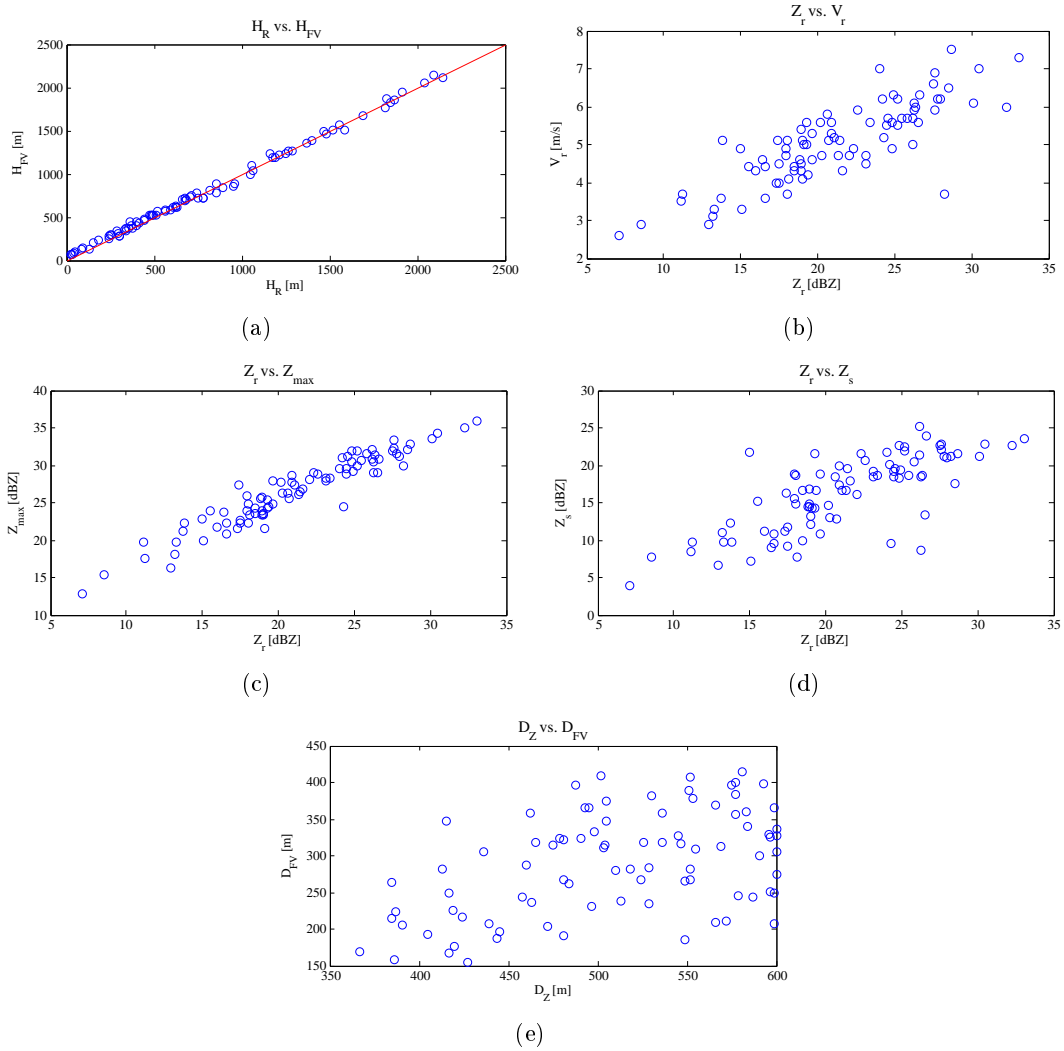 H_R vs. H_FV
2500
2000
1500
1000
500
0
H_FV [m]
0 500 1000 1500 2000 2500
H_R [m]
(a)
Z_r vs. V_r
8
7
6
5
4
3
2
V_r [m/s]
5 10 15 20 25 30 35
Z_r [dBZ]
(b)
Z_r vs. Z_max
40
35
30
25
20
15
10
Z_max [dBZ]
5 10 15 20 25 30 35
Z_r [dBZ]
(c)
Z_r vs. Z_s
30
25
20
15
10
5
0
Z_s [dBZ]
5 10 15 20 25 30 35
Z_r [dBZ]
(d)
D_Z vs. D_FV
450
400
350
300
250
200
150
D_FV [m]
350 400 450 500 550 600
D_Z [m]
(e)